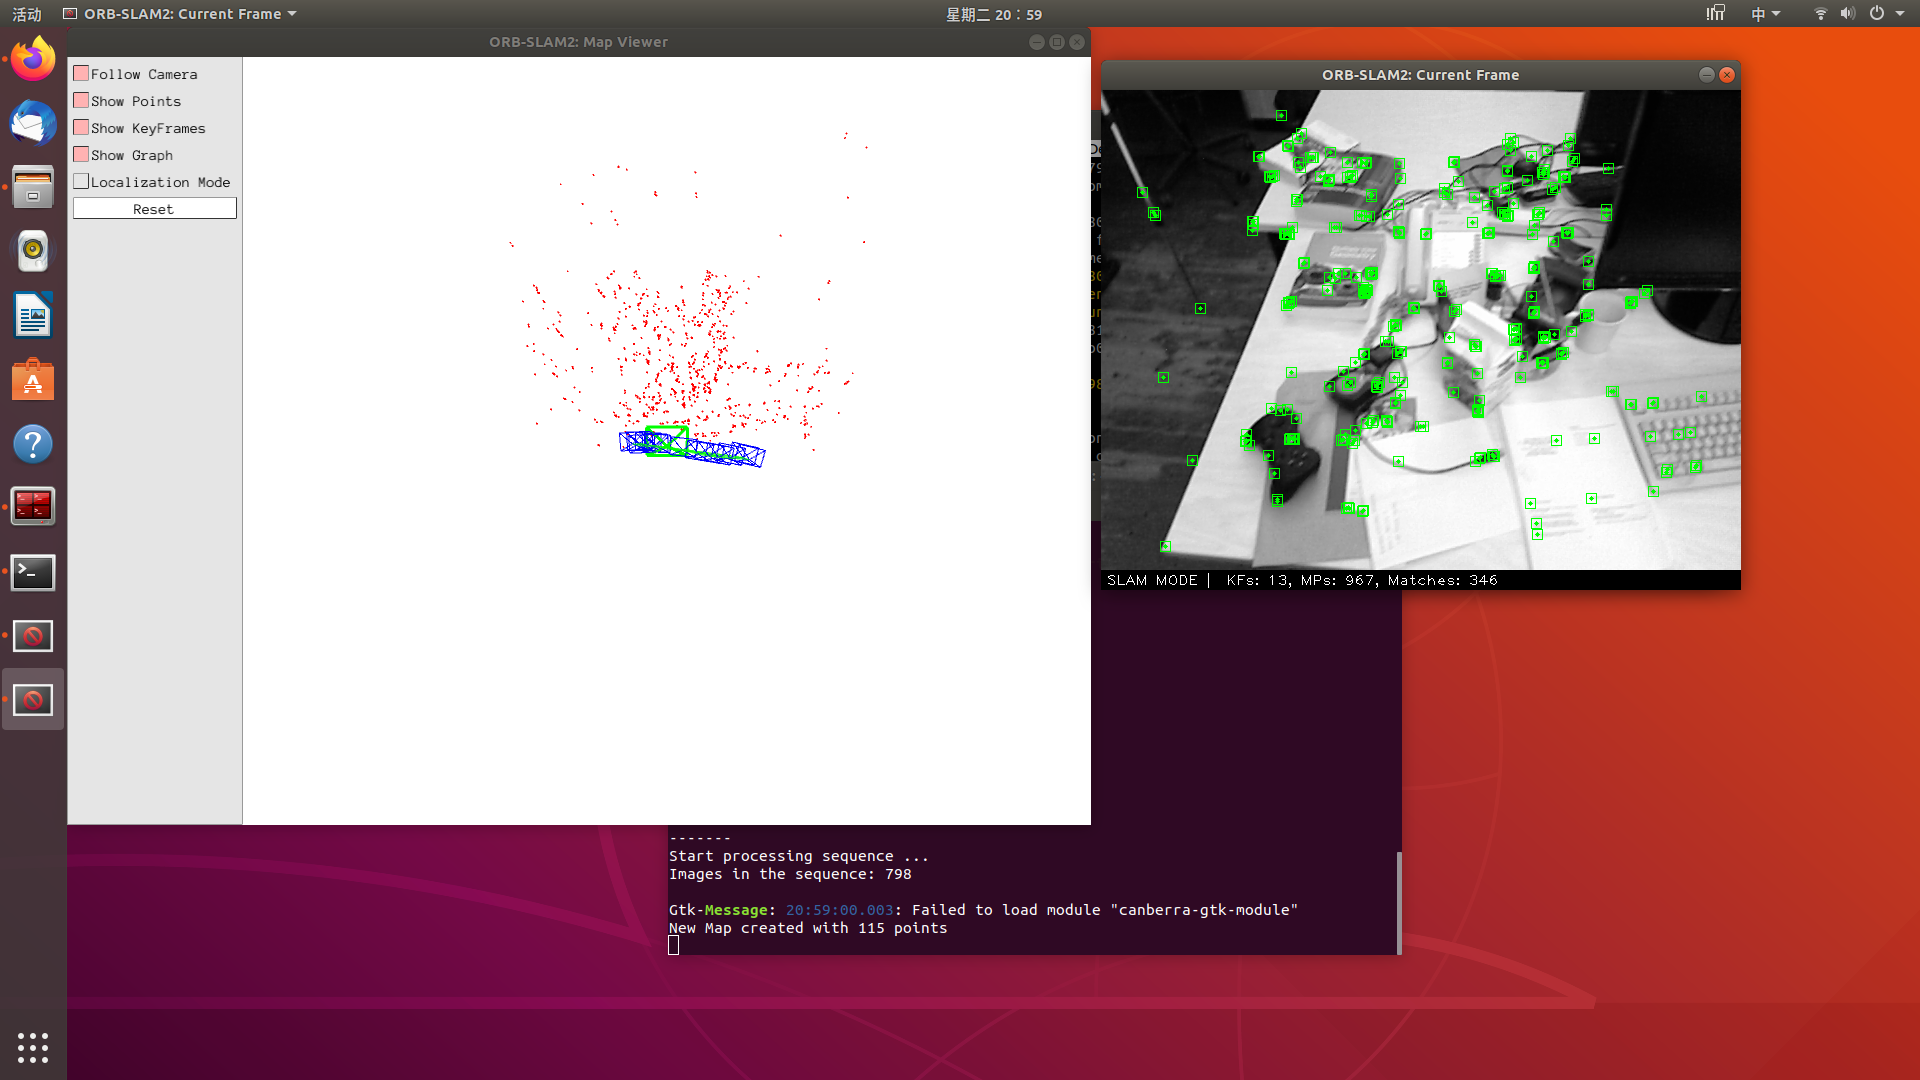 活动
ORB-SLAM2: Current Frame
星期二 20：59
中
ORB-SLAM2: Map Viewer
Follow Camera
Show Points
Show KeyFrames
Show Graph
Localization Mode
Reset
ORB-SLAM2: Current Frame
SLAM MODE | KFs: 13, MPs: 967, Matches: 346
-------
Start processing sequence ...
Images in the sequence: 798
Gtk-Message: 20:59:00.003: Failed to load module "canberra-gtk-module"
New Map created with 115 points